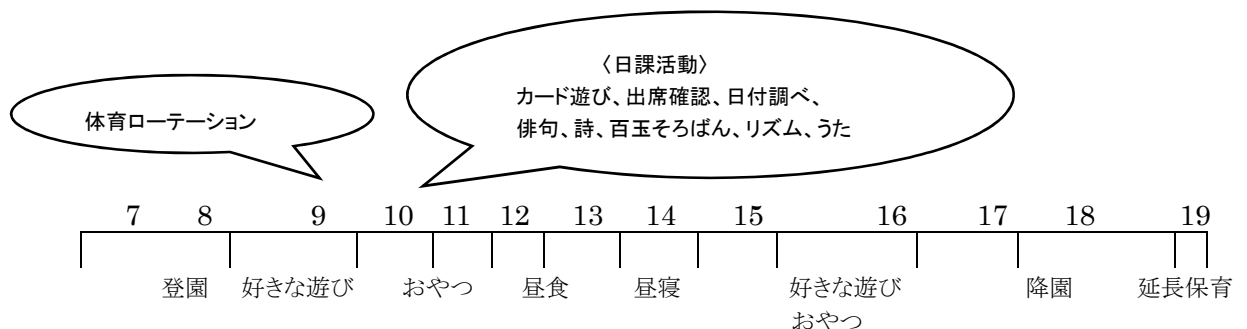 〈日課活動〉
カード遊び、出席確認、日付調べ、
俳句、詩、百玉そろばん、リズム、うた
体育ローテーション
7 8 9 10 11 12 13 14 15 16 17 18 19
登園 好きな遊び おやつ 昼食 昼寝 好きな遊び 降園 延長保育
おやつ